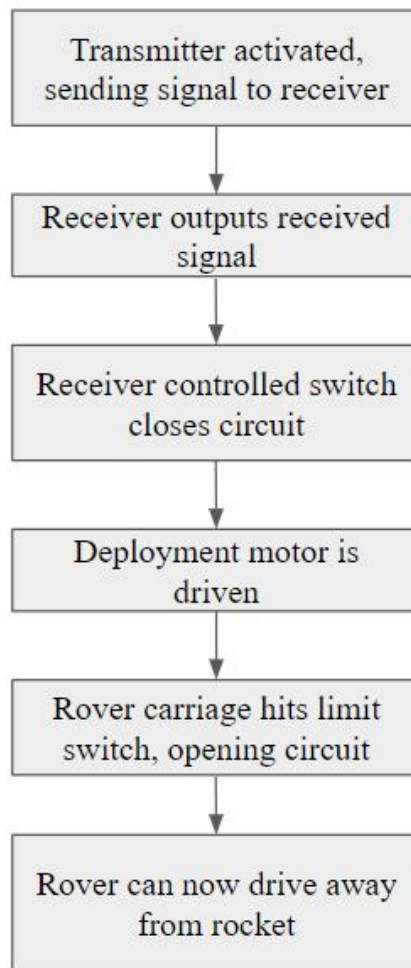 Transmitter activated,
sending signal to receiver
Receiver outputs received
signal
Receiver controlled switch
closes circuit
Deployment motor is
driven
Rover carriage hits limit
switch, opening circuit
Rover can now drive away
from rocket